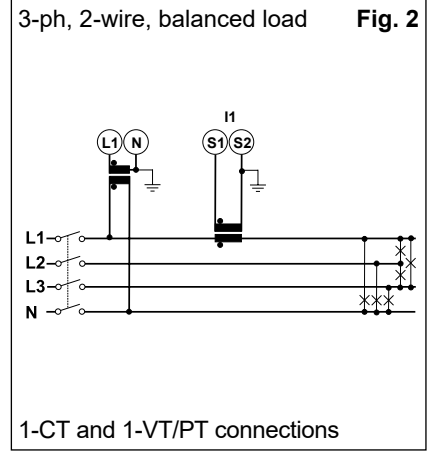 3-ph, 2-wire, balanced load Fig. 2
I1
L1 N S1 S2
L1
L2
L3
N
1-CT and 1-VT/PT connections